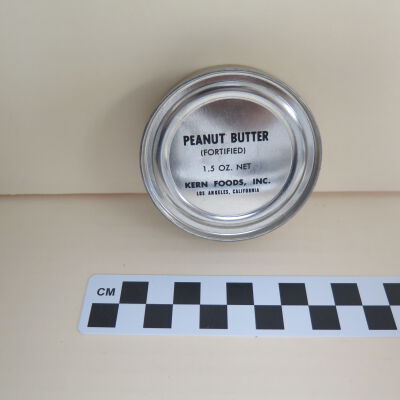 PEANUT BUTTER
(FORTIFIED)
1.5 OZ. NET
KERN FOODS, INC.
LOS ANGELES, CALIFORNIA
CM